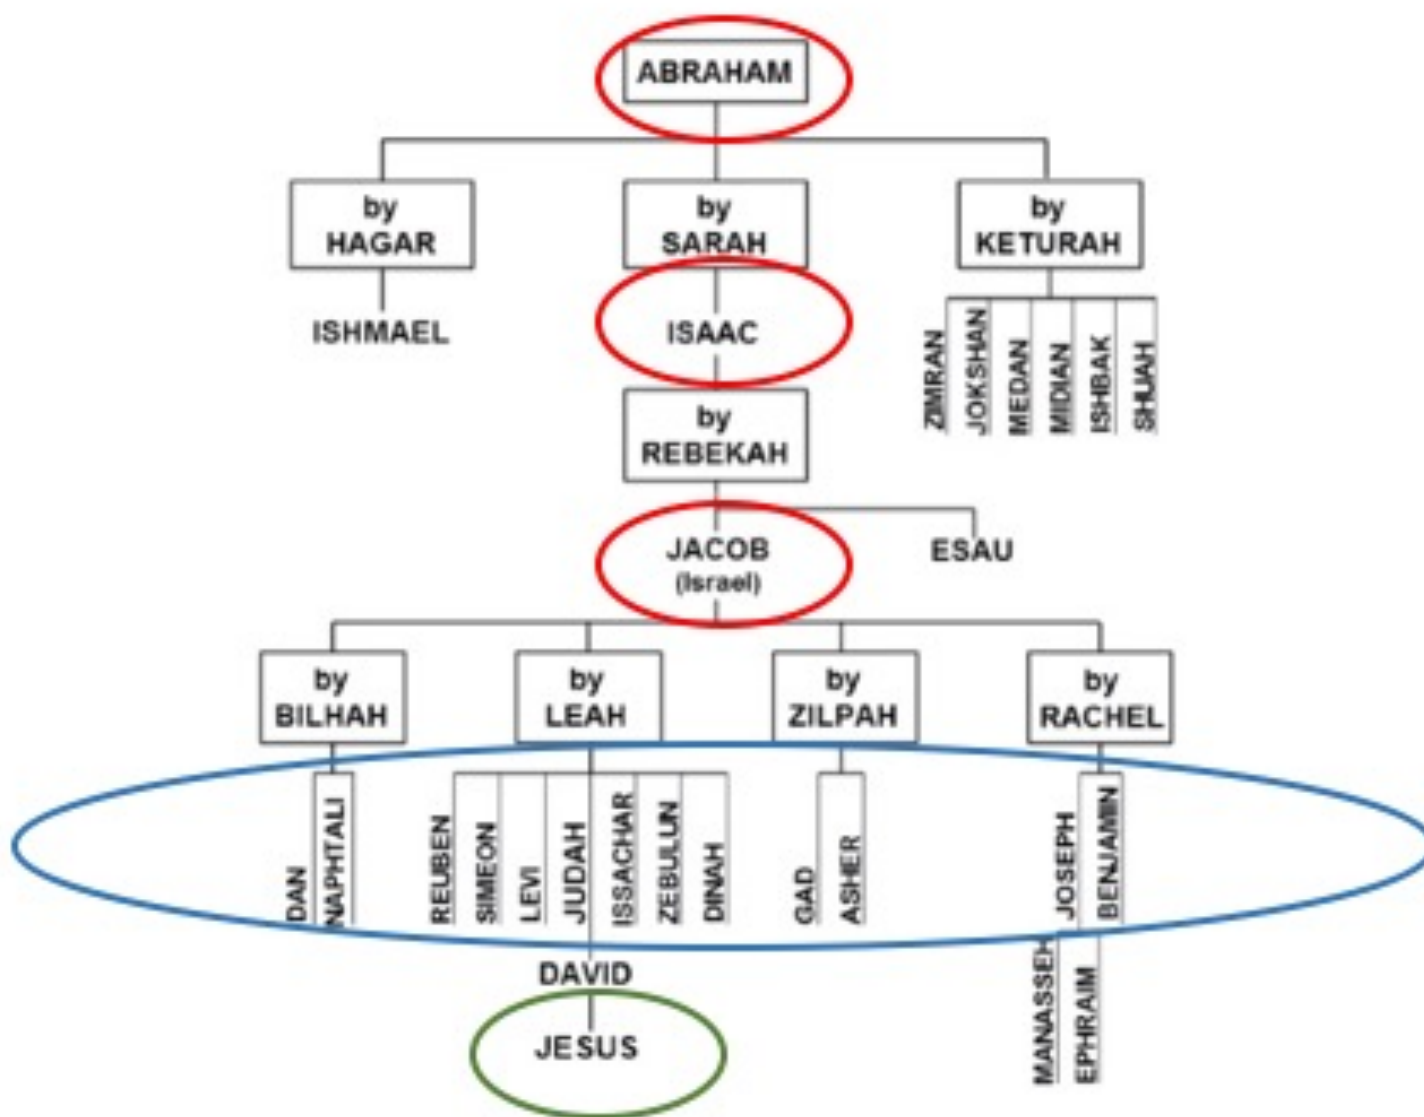 ABRAHAM
by
HAGAR
by
SARAH
by
KETURAH
ISHMAEL
ISAAC
ZIMRAN
JOKSHAN
MEDAN
MIDIAN
ISHBAK
SHUAH
by
REBEKAH
JACOB
(Israel)
ESAU
by
BILHAH
by
LEAH
by
ZILPAH
by
RACHEL
DAN
NAPHTALI
REUBEN
SIMEON
LEVI
JUDAH
ISSACHAR
ZEBULUN
DINAH
GAD
ASHER
JOSEPH
BENJAMIN
DAVID
MANASSEH
EPHRAIM
JESUS